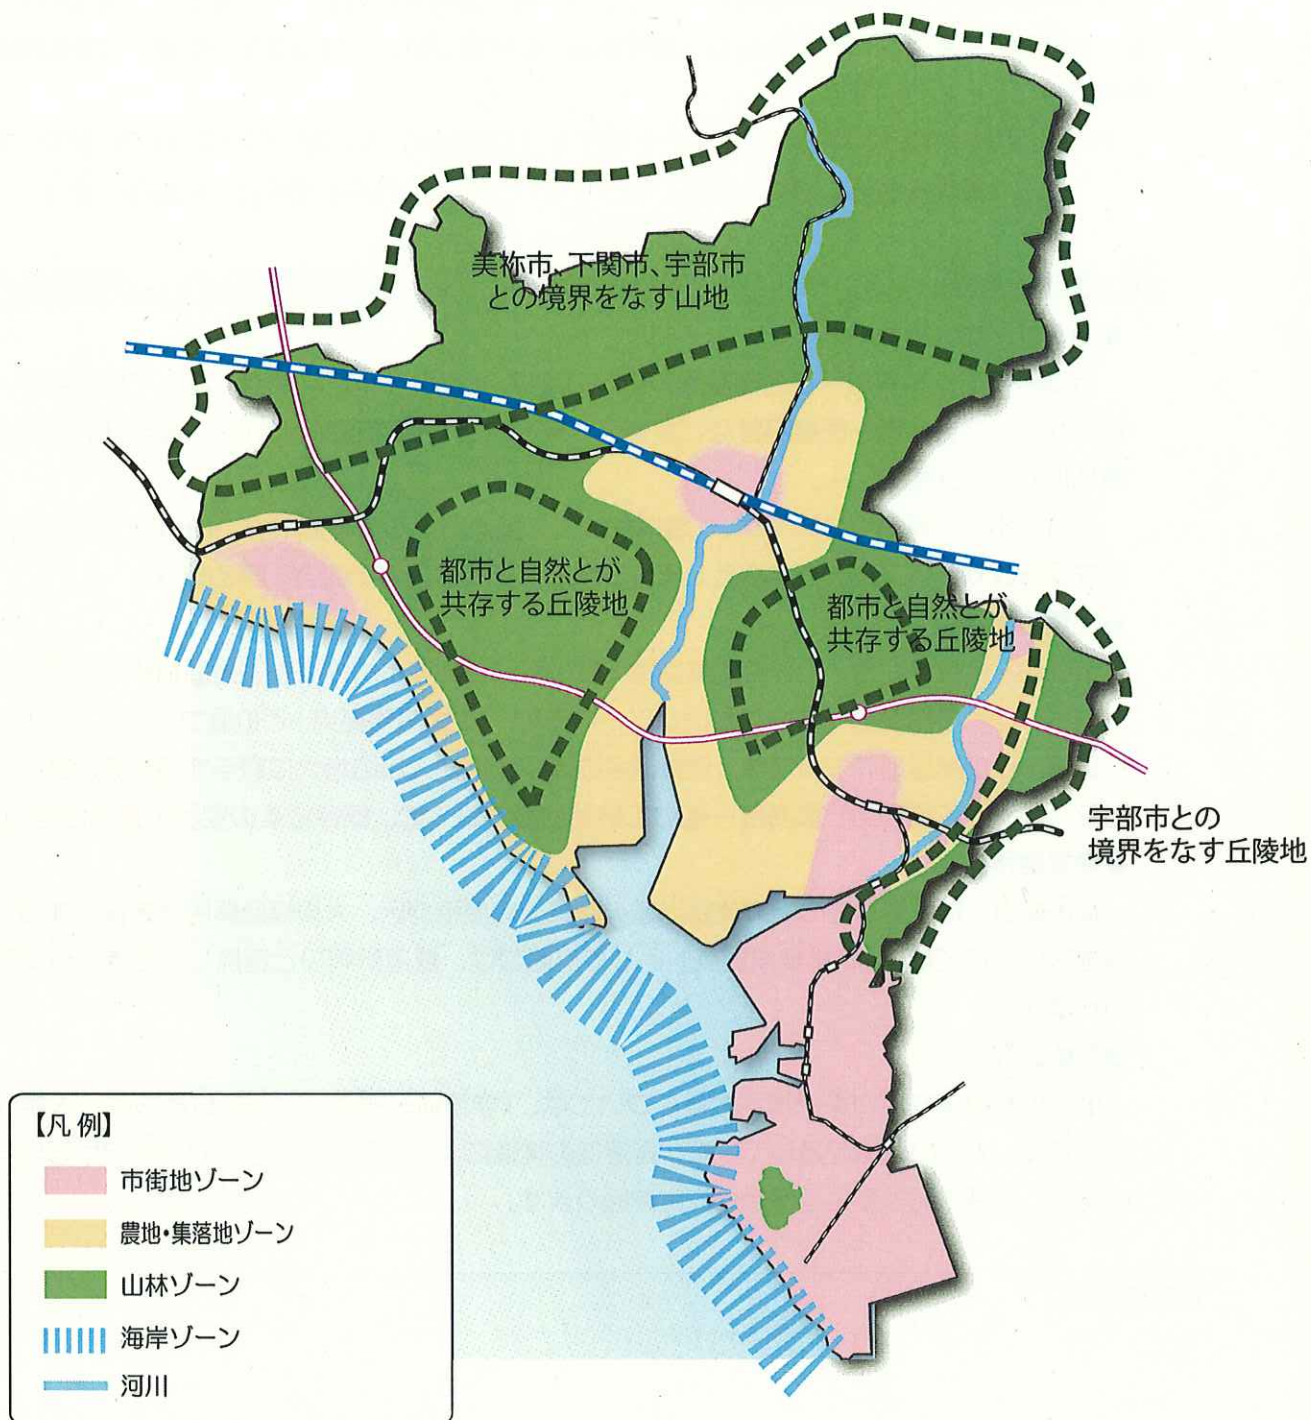 美祢市、下関市、宇部市
との境界をなす山地
都市と自然とが
共存する丘陵地
都市と自然とが
共存する丘陵地
宇部市との
境界をなす丘陵地
【凡例】
市街地ゾーン
農地・集落地ゾーン
山林ゾーン
海岸ゾーン
河川